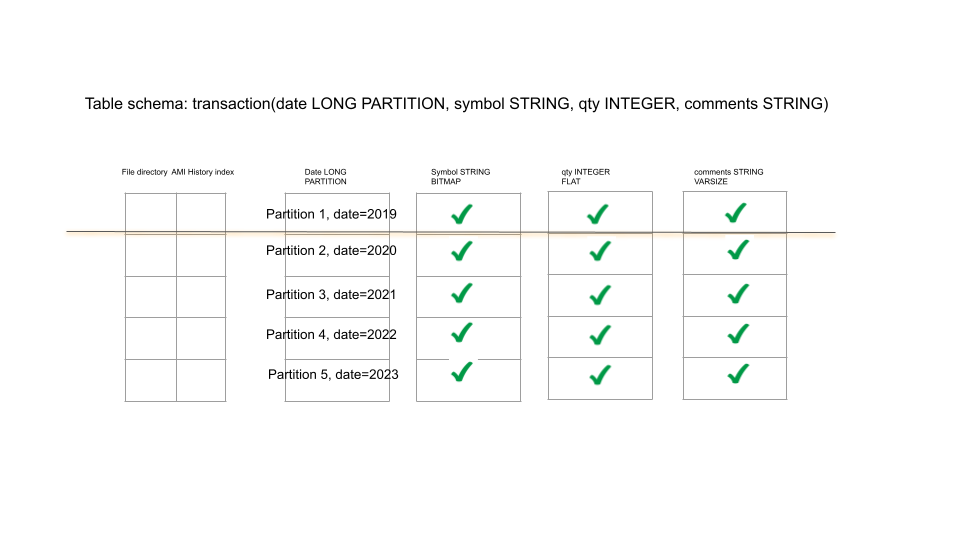 Table schema: transaction(date LONG PARTITION, symbol STRING, qty INTEGER, comments STRING)
File directory AMI History index
Date LONG
PARTITION
Symbol STRING
BITMAP
qty INTEGER
FLAT
comments STRING
VARSIZE
Partition 1, date=2019
Partition 2, date=2020
Partition 3, date=2021
Partition 4, date=2022
Partition 5, date=2023